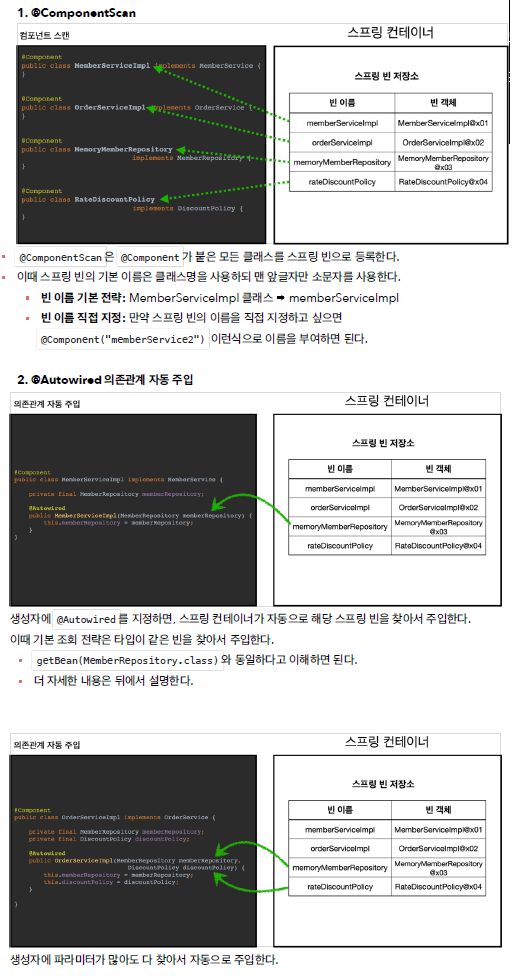 1. @ComponentScan
컴포넌트 스캔
스프링 컨테이너
@Component
public class MemberServiceImpl implements MemberService {
}
@Component
public class OrderServiceImpl implements OrderService {
}
@Component
public class MemoryMemberRepository
implements MemberRepository {
}
@Component
public class RateDiscountPolicy
implements DiscountPolicy {
}
스프링 빈 저장소
빈 이름 빈 객체
memberServiceImpl MemberServiceImpl@x01
orderServiceImpl OrderServiceImpl@x02
memoryMemberRepository MemoryMemberRepository
@x03
rateDiscountPolicy RateDiscountPolicy@x04
@ComponentScan 은 @Component 가 붙은 모든 클래스를 스프링 빈으로 등록한다.
이때 스프링 빈의 기본 이름은 클래스명을 사용하되 맨 앞글자만 소문자를 사용한다.
빈 이름 기본 전략: MemberServiceImpl 클래스 ➡ memberServiceImpl
빈 이름 직접 지정: 만약 스프링 빈의 이름을 직접 지정하고 싶으면
@Component("memberService2") 이런식으로 이름을 부여하면 된다.
2. @Autowired 의존관계 자동 주입
의존관계 자동 주입
스프링 컨테이너
@Component
public class MemberServiceImpl implements MemberService {
private final MemberRepository memberRepository;
@Autowired
public MemberServiceImpl(MemberRepository memberRepository) {
this.memberRepository = memberRepository;
}
}
스프링 빈 저장소
빈 이름 빈 객체
memberServiceImpl MemberServiceImpl@x01
orderServiceImpl OrderServiceImpl@x02
memoryMemberRepository MemoryMemberRepository
@x03
rateDiscountPolicy RateDiscountPolicy@x04
생성자에 @Autowired 를 지정하면, 스프링 컨테이너가 자동으로 해당 스프링 빈을 찾아서 주입한다.
이때 기본 조회 전략은 타입이 같은 빈을 찾아서 주입한다.
getBean(MemberRepository.class) 와 동일하다고 이해하면 된다.
더 자세한 내용은 뒤에서 설명한다.
의존관계 자동 주입
스프링 컨테이너
@Component
public class OrderServiceImpl implements OrderService {
private final MemberRepository memberRepository;
private final DiscountPolicy discountPolicy;
@Autowired
public OrderServiceImpl(MemberRepository memberRepository,
DiscountPolicy discountPolicy) {
this.memberRepository = memberRepository;
this.discountPolicy = discountPolicy;
}
}
스프링 빈 저장소
빈 이름 빈 객체
memberServiceImpl MemberServiceImpl@x01
orderServiceImpl OrderServiceImpl@x02
memoryMemberRepository MemoryMemberRepository
@x03
rateDiscountPolicy RateDiscountPolicy@x04
생성자에 파라미터가 많아도 다 찾아서 자동으로 주입한다.